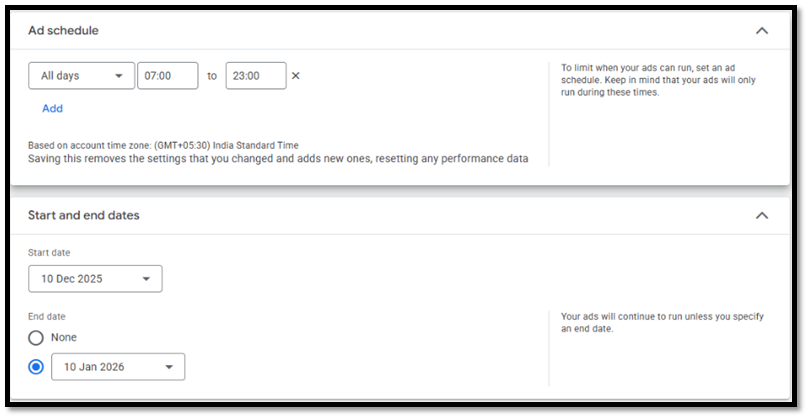 Ad schedule
All days 07:00 to 23:00
To limit when your ads can run, set an ad
schedule. Keep in mind that your ads will only
run during these times.
Add
Based on account time zone: (GMT+05:30) India Standard Time
Saving this removes the settings that you changed and adds new ones, resetting any performance data
Start and end dates
Start date
10 Dec 2025
End date
Your ads will continue to run unless you specify
an end date.
None
10 Jan 2026